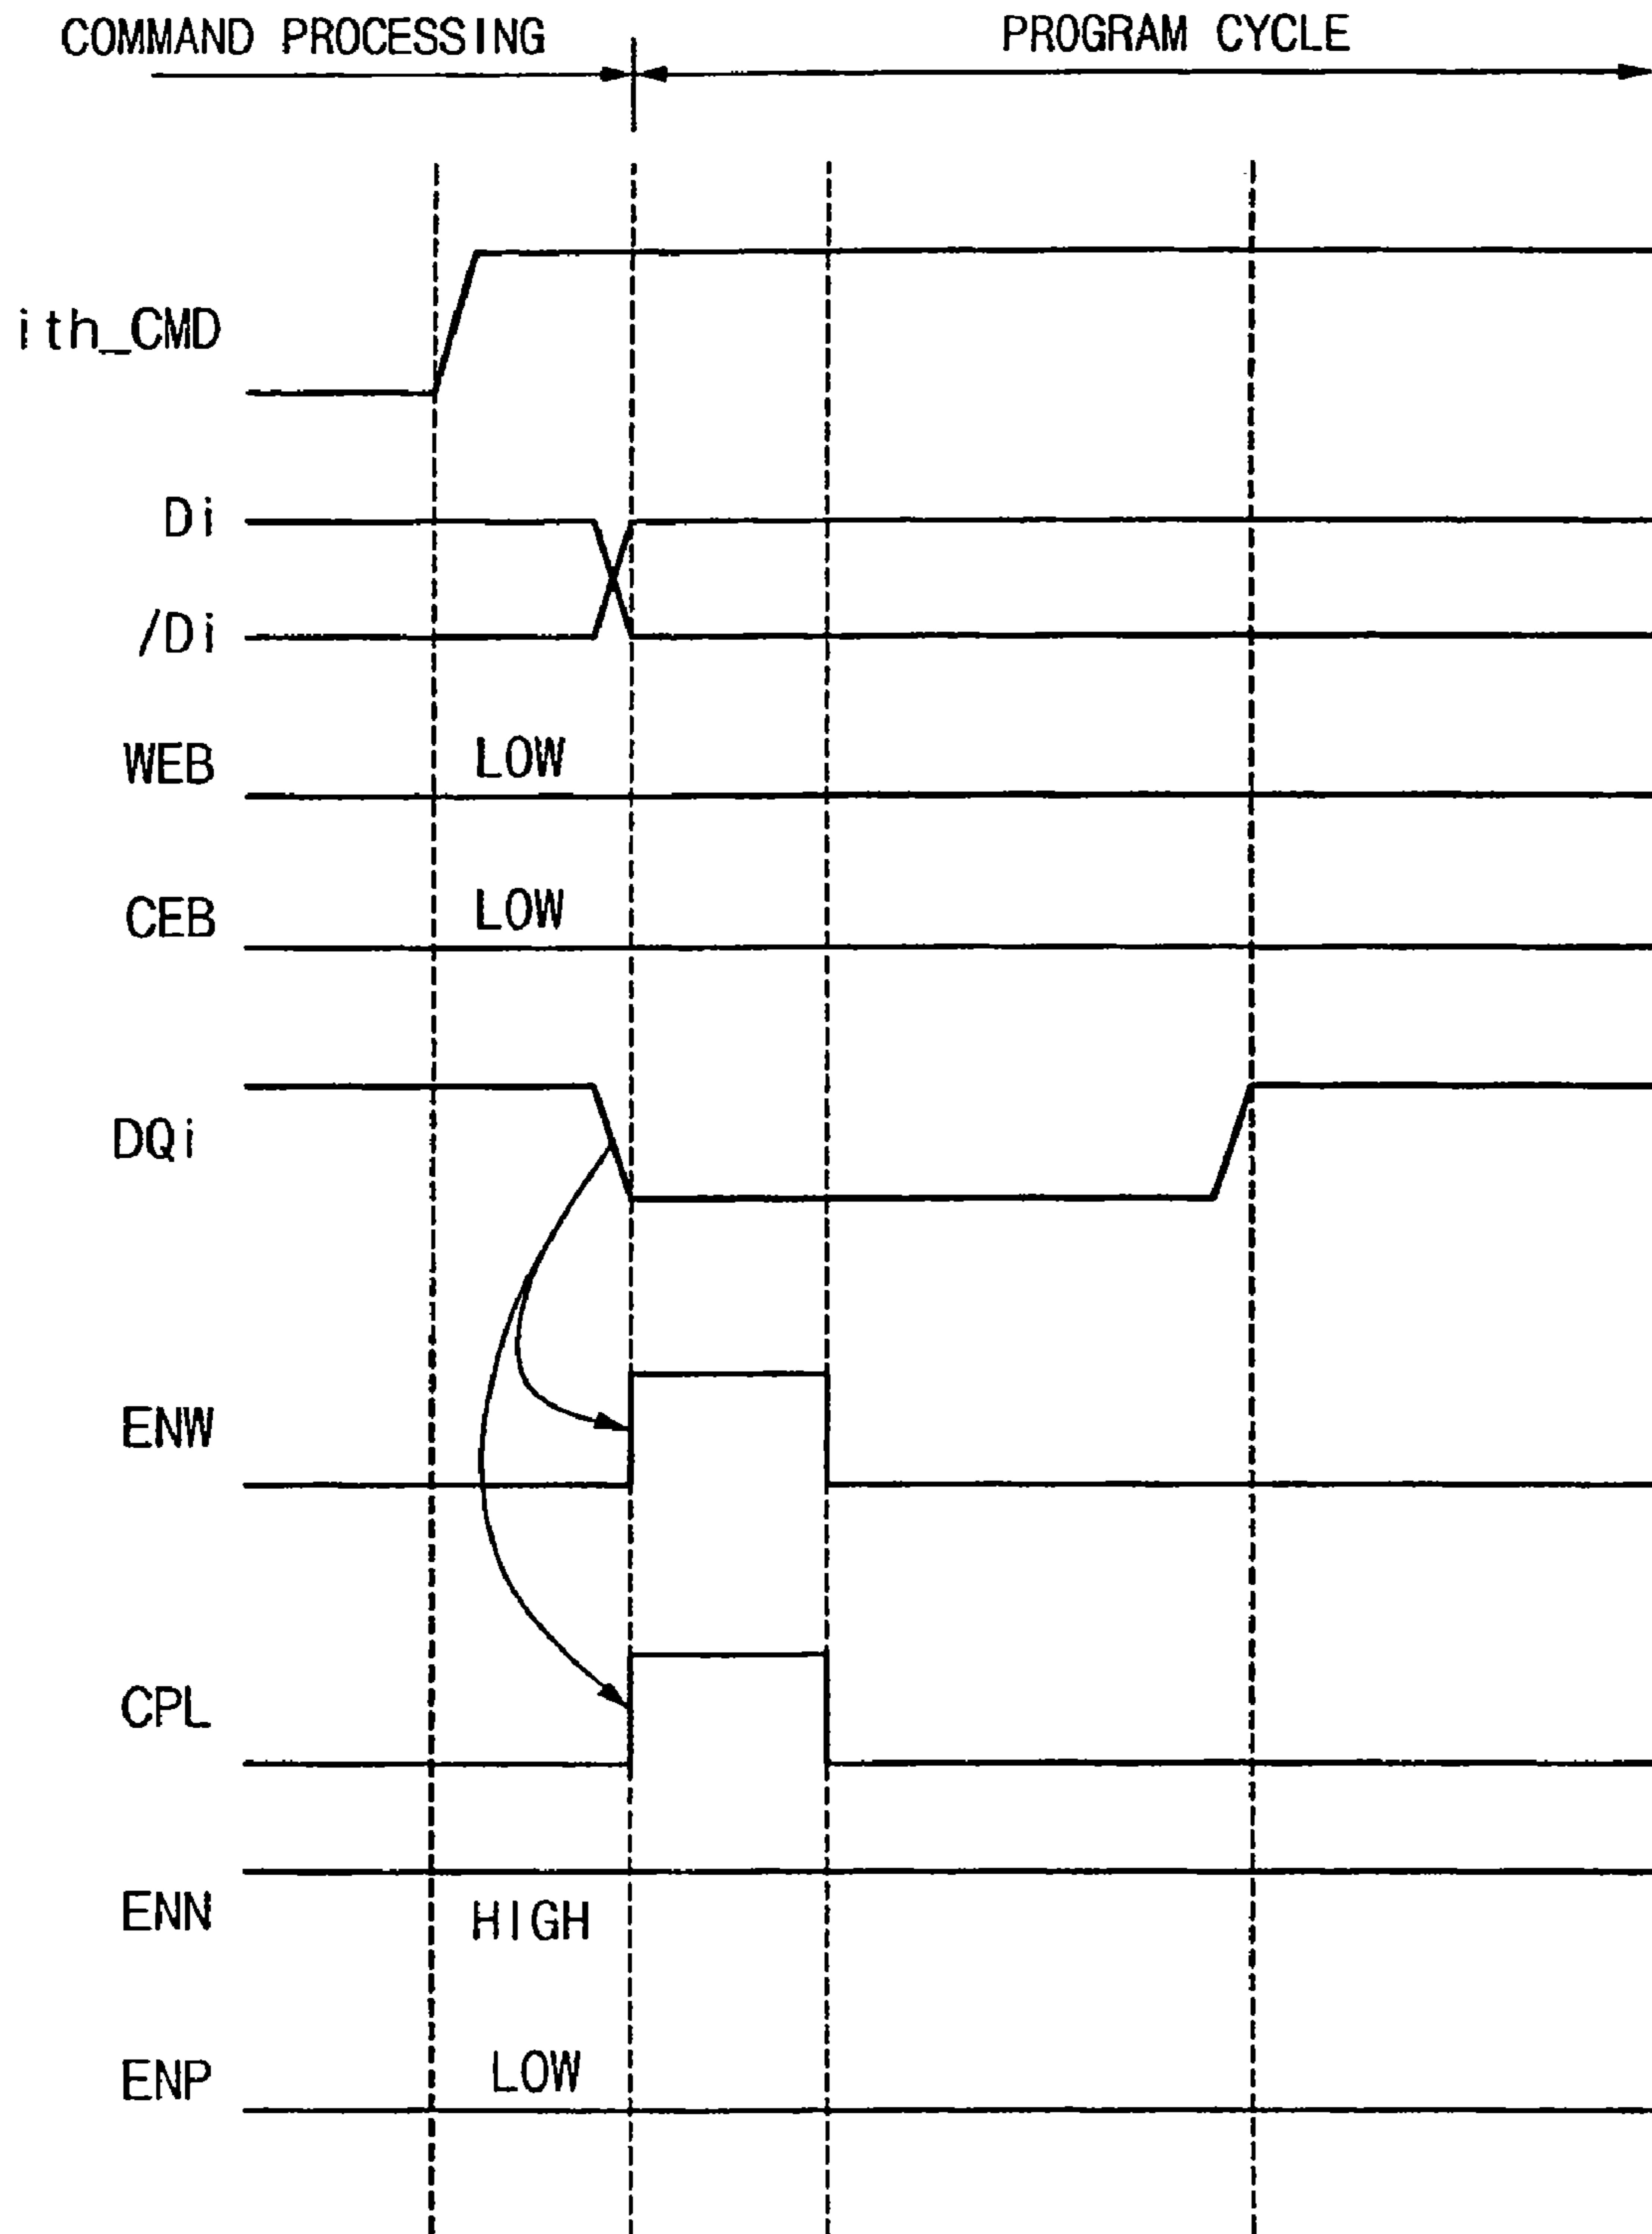 COMMAND PROCESSING
PROGRAM CYCLE
ith_CMD
Di
/Di
WEB
LOW
CEB
LOW
DQi
ENW
CPL
ENN
HIGH
ENP
LOW